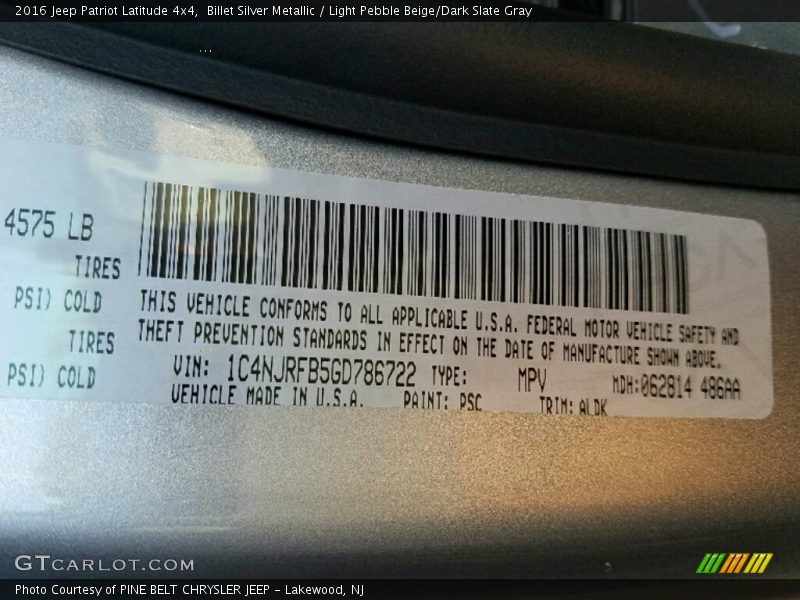 2016 Jeep Patriot Latitude 4x4,  Billet Silver Metallic / Light Pebble Beige/Dark Slate Gray
4575 LB
TIRES
PSI) COLD
TIRES
PSI) COLD
THIS VEHICLE CONFORMS TO ALL APPLICABLE U.S.A. FEDERAL MOTOR VEHICLE SAFETY AND
THEFT PREVENTION STANDARDS IN EFFECT ON THE DATE OF MANUFACTURE SHOWN ABOVE.
VIN: 1C4NJRFB5GD786722 TYPE: MPV MDH:062814 486AA
VEHICLE MADE IN U.S.A. PAINT: PSC TRIM: ALDK
GTCARLOT.COM
Photo Courtesy of PINE BELT CHRYSLER JEEP - Lakewood, NJ